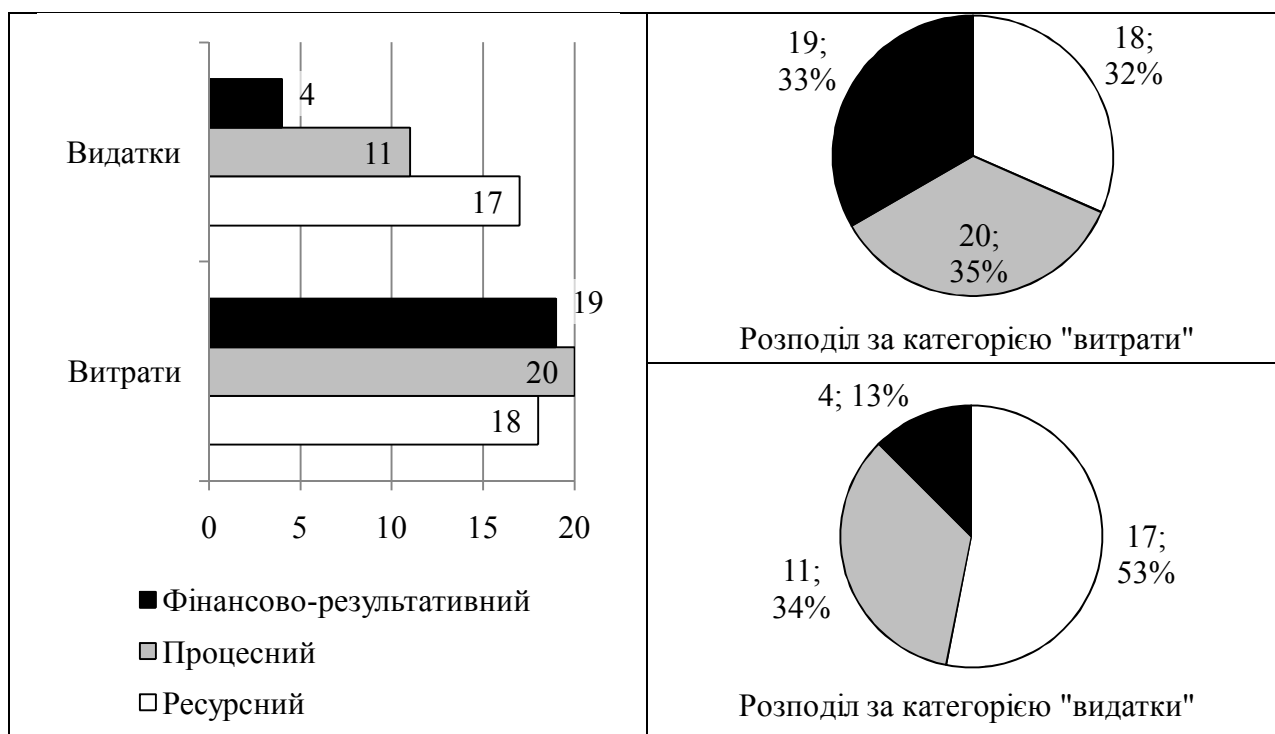 4
Видатки
11
17
19
Витрати
20
18
0 5 10 15 20
Фінансово-результативний
Процесний
Ресурсний
19;
33%
18;
32%
20;
35%
Розподіл за категорією "витрати"
4; 13%
17;
53%
11;
34%
Розподіл за категорією "видатки"